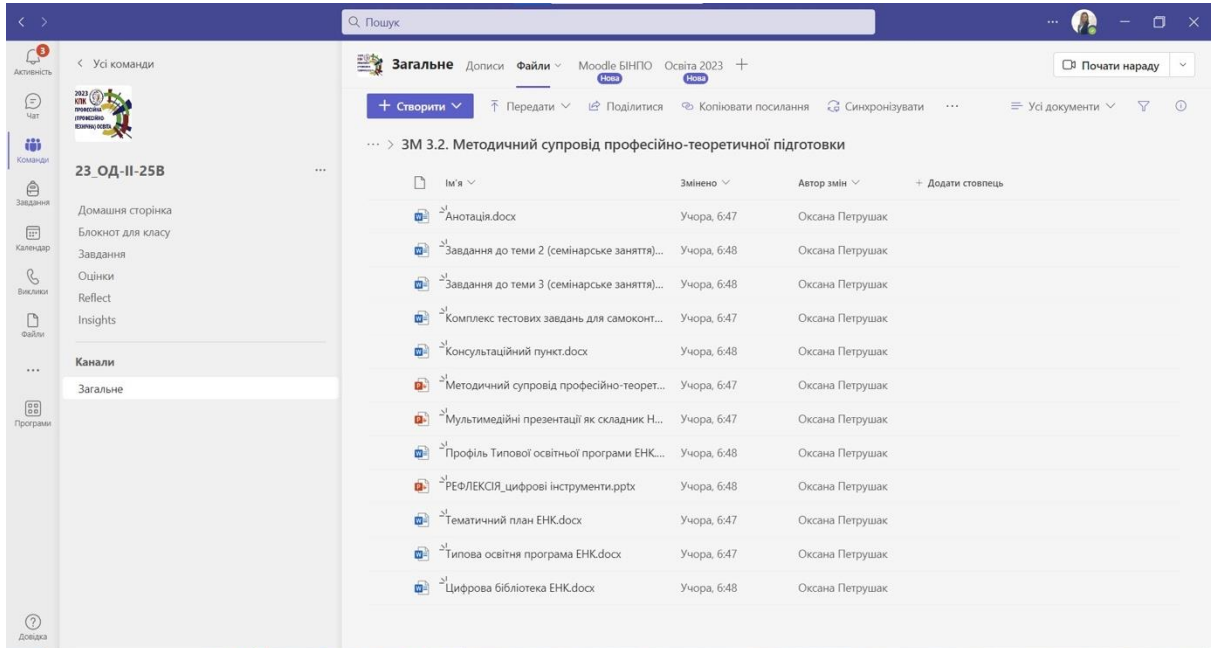 Пошук
3
Активність
Чат
Команди
Завдання
Календар
Виклики
Файли
Програми
Довідка
Усі команди
2023
КПК
ПРОФЕСІЙНА
(ПРОФЕСІЙНО
ТЕХНІЧНА) ОСВІТА
23_ОД-ІІ-25В
Домашня сторінка
Блокнот для класу
Завдання
Оцінки
Reflect
Insights
Канали
Загальне
Загальне Дописи Файли Moodle БІНПО Освіта 2023
Нова Нова
Почати нараду
Створити Передати Поділитися Копіювати посилання Синхронізувати ... Усі документи
... > ЗМ 3.2. Методичний супровід професійно-теоретичної підготовки
Ім'я Змінено Автор змін + Додати стовпець
Анотація.docx Учора, 6:47 Оксана Петрушак
Завдання до теми 2 (семінарське заняття)... Учора, 6:48 Оксана Петрушак
Завдання до теми 3 (семінарське заняття)... Учора, 6:48 Оксана Петрушак
Комплекс тестових завдань для самоконт... Учора, 6:47 Оксана Петрушак
Консультаційний пункт.docx Учора, 6:48 Оксана Петрушак
Методичний супровід професійно-теорет... Учора, 6:47 Оксана Петрушак
Мультимедійні презентації як складник Н... Учора, 6:47 Оксана Петрушак
Профіль Типової освітньої програми ЕНК.... Учора, 6:48 Оксана Петрушак
РЕФЛЕКСІЯ_цифрові інструменти.pptx Учора, 6:48 Оксана Петрушак
Тематичний план ЕНК.docx Учора, 6:47 Оксана Петрушак
Типова освітня програма ЕНК.docx Учора, 6:47 Оксана Петрушак
Цифрова бібліотека ЕНК.docx Учора, 6:48 Оксана Петрушак